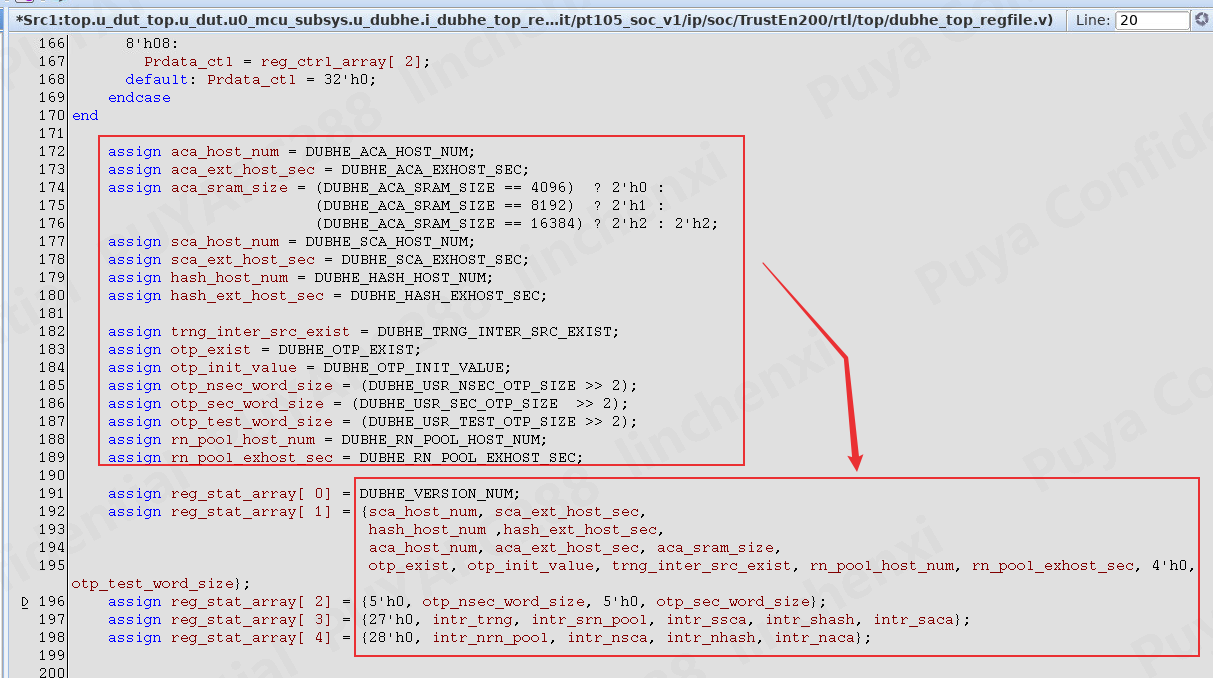 *Src1:top.u_dut_top.u_dut.u0_mcu_subsys.u_dubhe.i_dubhe_top_re...it/pt105_soc_v1/ip/soc/TrustEn200/rtl/top/dubhe_top_regfile.v) Line: 20
166 8'h08:
167 Prdata_ctl = reg_ctrl_array[ 2];
168 default: Prdata_ctl = 32'h0;
169 endcase
170 end
171
172 assign aca_host_num = DUBHE_ACA_HOST_NUM;
173 assign aca_ext_host_sec = DUBHE_ACA_EXHOST_SEC;
174 assign aca_sram_size = (DUBHE_ACA_SRAM_SIZE == 4096) ? 2'h0 :
175 (DUBHE_ACA_SRAM_SIZE == 8192) ? 2'h1 :
176 (DUBHE_ACA_SRAM_SIZE == 16384) ? 2'h2 : 2'h2;
177 assign sca_host_num = DUBHE_SCA_HOST_NUM;
178 assign sca_ext_host_sec = DUBHE_SCA_EXHOST_SEC;
179 assign hash_host_num = DUBHE_HASH_HOST_NUM;
180 assign hash_ext_host_sec = DUBHE_HASH_EXHOST_SEC;
181
182 assign trng_inter_src_exist = DUBHE_TRNG_INTER_SRC_EXIST;
183 assign otp_exist = DUBHE_OTP_EXIST;
184 assign otp_init_value = DUBHE_OTP_INIT_VALUE;
185 assign otp_nsec_word_size = (DUBHE_USR_NSEC_OTP_SIZE >> 2);
186 assign otp_sec_word_size = (DUBHE_USR_SEC_OTP_SIZE >> 2);
187 assign otp_test_word_size = (DUBHE_USR_TEST_OTP_SIZE >> 2);
188 assign rn_pool_host_num = DUBHE_RN_POOL_HOST_NUM;
189 assign rn_pool_exhost_sec = DUBHE_RN_POOL_EXHOST_SEC;
190
191 assign reg_stat_array[ 0] = DUBHE_VERSION_NUM;
192 assign reg_stat_array[ 1] = {sca_host_num, sca_ext_host_sec,
193 hash_host_num ,hash_ext_host_sec,
194 aca_host_num, aca_ext_host_sec, aca_sram_size,
195 otp_exist, otp_init_value, trng_inter_src_exist, rn_pool_host_num, rn_pool_exhost_sec, 4'h0,
otp_test_word_size};
196 assign reg_stat_array[ 2] = {5'h0, otp_nsec_word_size, 5'h0, otp_sec_word_size};
197 assign reg_stat_array[ 3] = {27'h0, intr_trng, intr_srn_pool, intr_ssca, intr_shash, intr_saca};
198 assign reg_stat_array[ 4] = {28'h0, intr_nrn_pool, intr_nsca, intr_nhash, intr_naca};
199
200